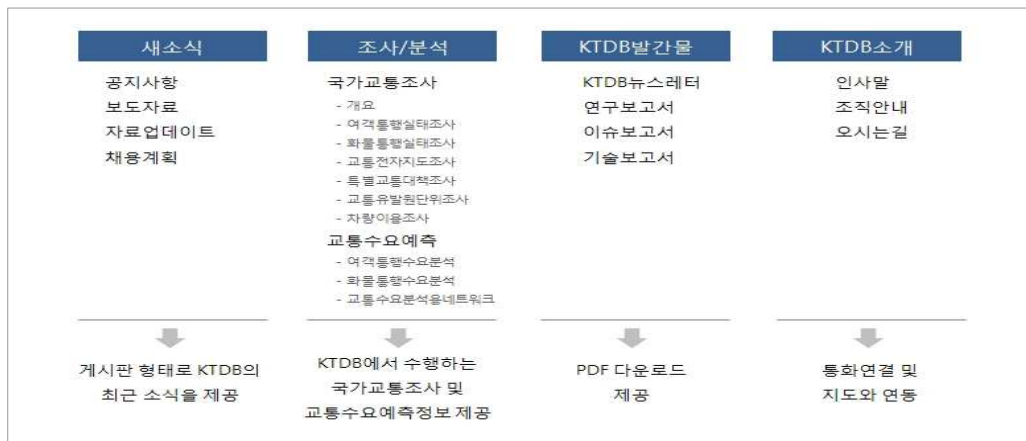 새소식
공지사항
보도자료
자료업데이트
채용계획
게시판 형태로 KTDB의
최근 소식을 제공
조사/분석
국가교통조사
- 개요
- 여객통행실태조사
- 화물통행실태조사
- 교통전자지도조사
- 특별교통대책조사
- 교통유발원단위조사
- 차량이용조사
교통수요예측
- 여객통행수요분석
- 화물통행수요분석
- 교통수요분석용네트워크
KTDB에서 수행하는
국가교통조사 및
교통수요예측정보 제공
KTDB발간물
KTDB뉴스레터
연구보고서
이슈보고서
기술보고서
PDF 다운로드
제공
KTDB소개
인사말
조직안내
오시는길
통화연결 및
지도와 연동